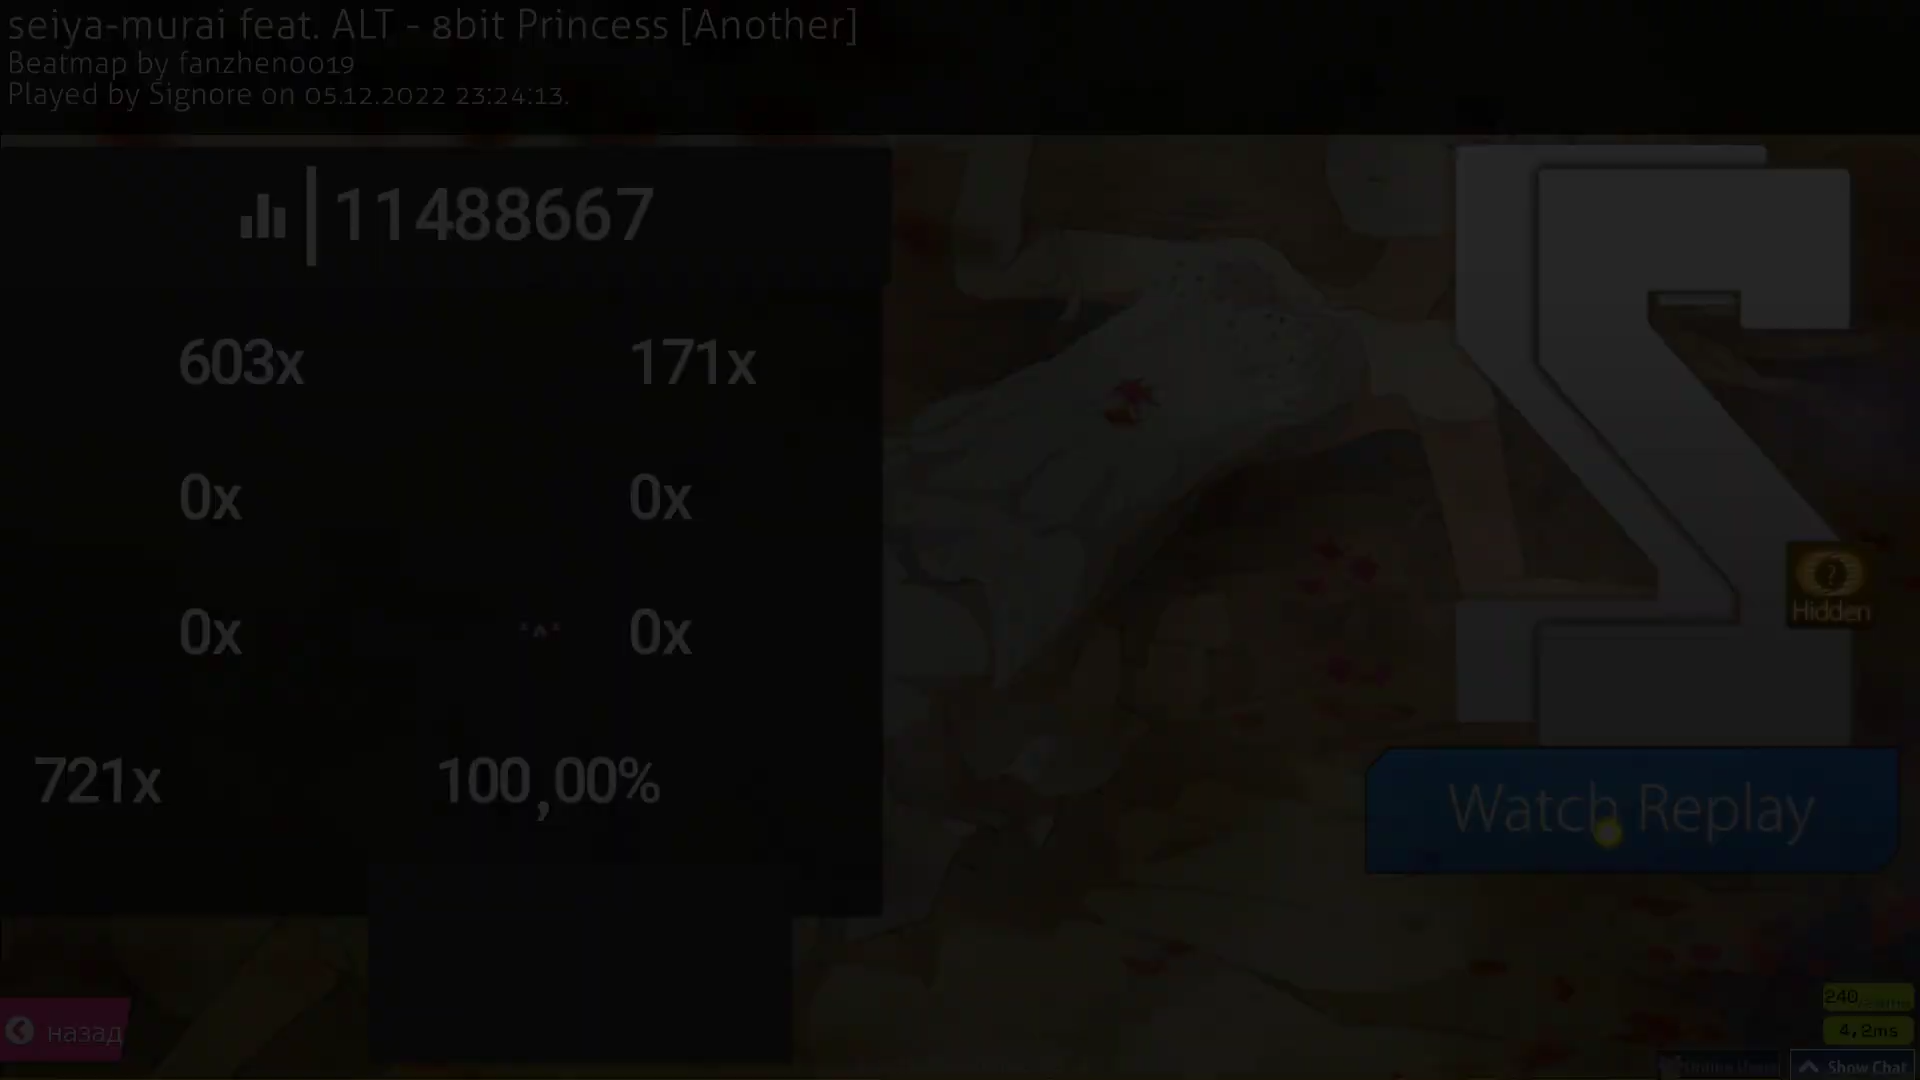 seiya-murai feat. ALT - 8bit Princess [Another]
Beatmap by fanzhen0019
Played by Signore on 05.12.2022 23:24:13.
11488667
603x 171x
0x 0x
0x 0x
Hidden
721x 100,00%
Watch Replay
240
4,2ms
назад
Show Chat